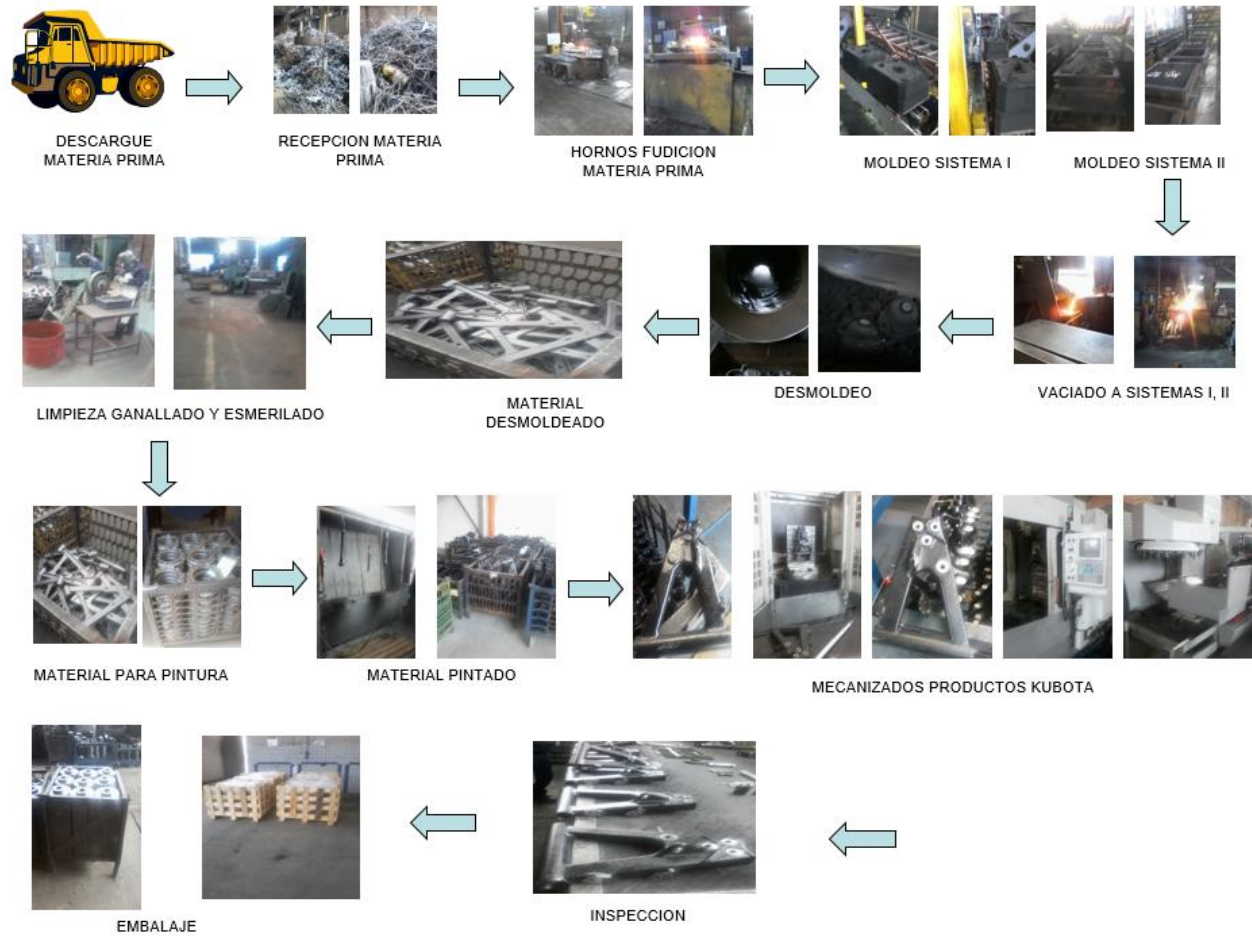 DESCARGUE
MATERIA PRIMA
RECEPCION MATERIA
PRIMA
HORNOS FUDICION
MATERIA PRIMA
MOLDEO SISTEMA I
MOLDEO SISTEMA II
VACIADO A SISTEMAS I, II
DESMOLDEO
MATERIAL
DESMOLDEADO
LIMPIEZA GANALLADO Y ESMERILADO
MATERIAL PARA PINTURA
MATERIAL PINTADO
MECANIZADOS PRODUCTOS KUBOTA
INSPECCION
EMBALAJE